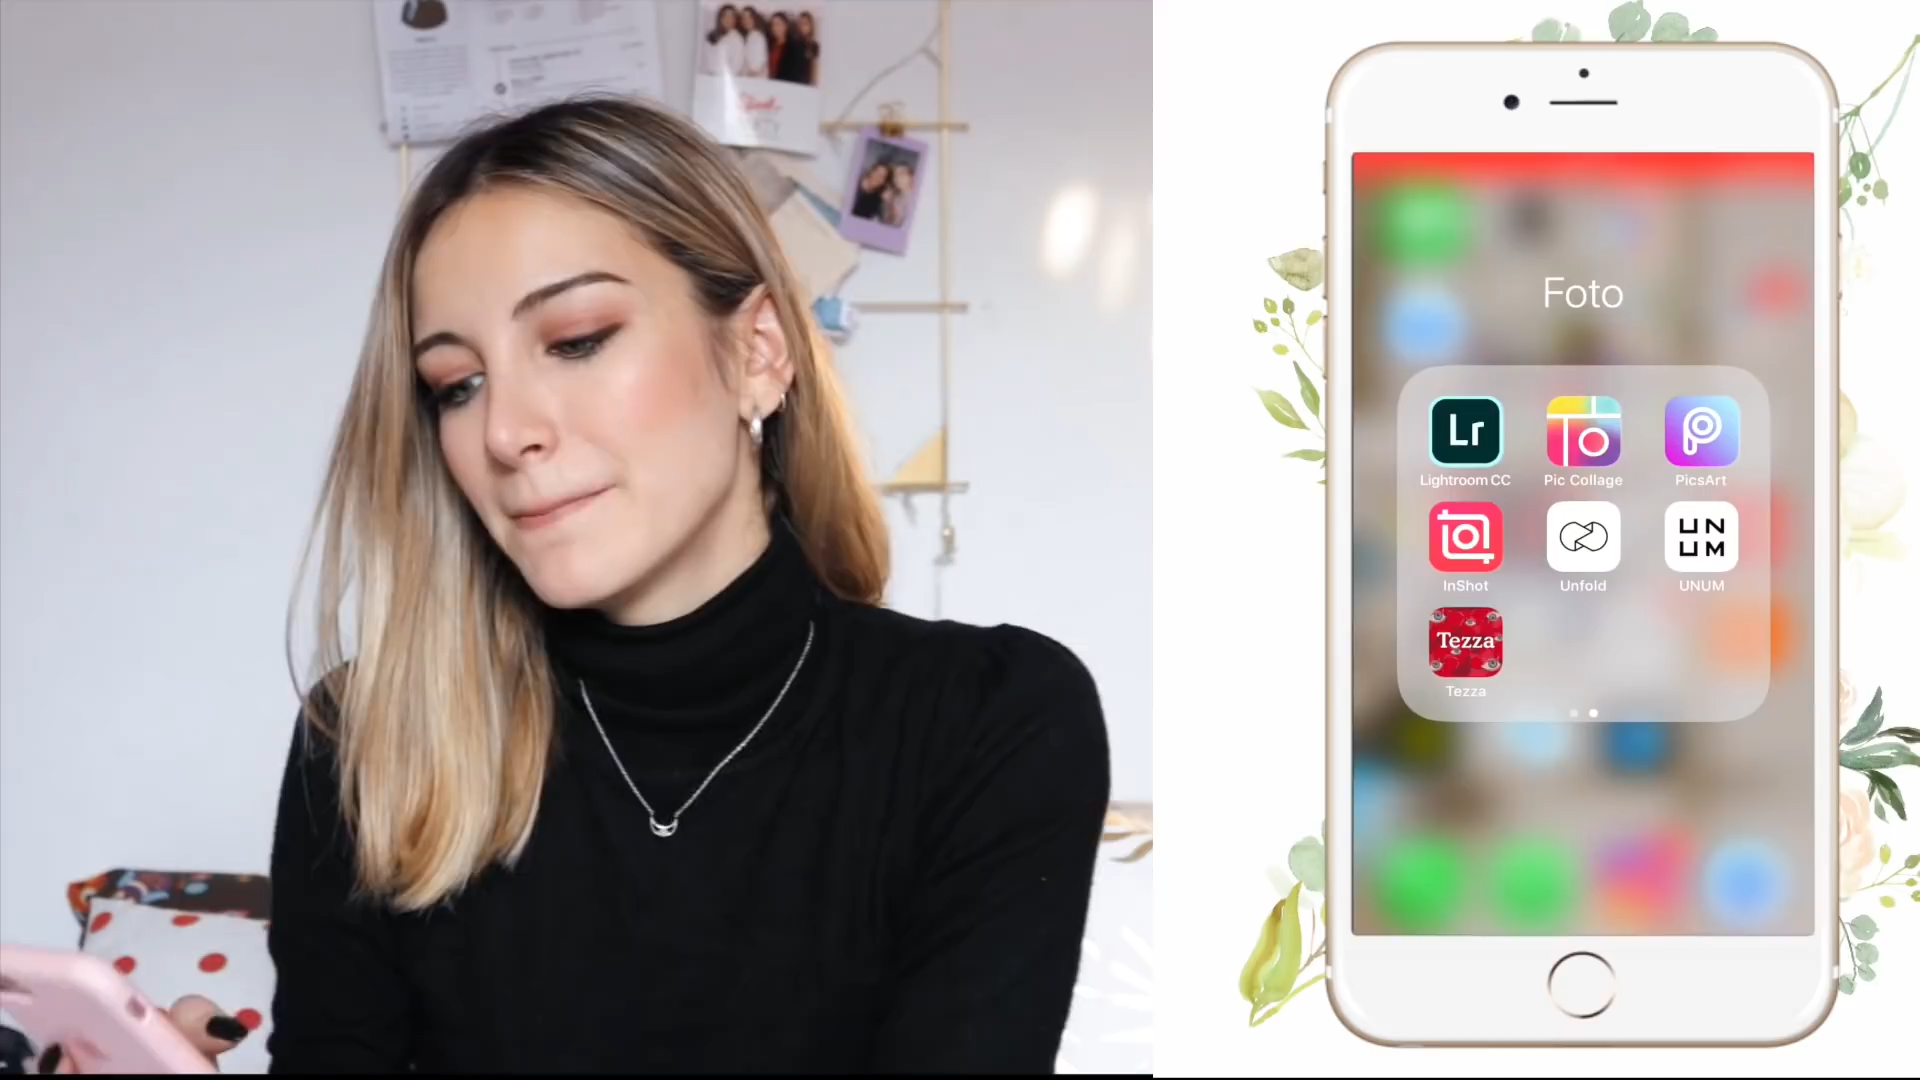 Foto
Lr
Lightroom CC
Pic Collage
PicsArt
InShot
Unfold
UN
UM
UNUM
Tezza
Tezza